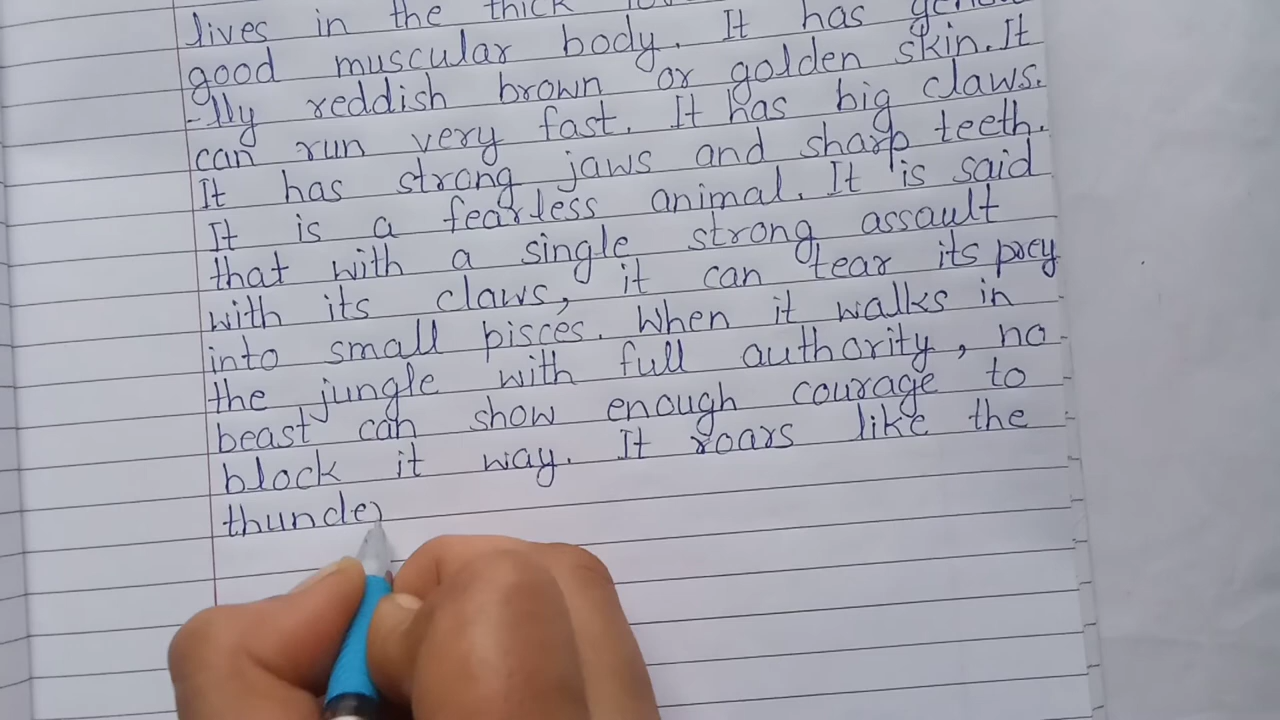 lives in the thick
good muscular body. It has
-lly reddish brown or golden skin. It
can run very fast. It has big claws.
It has strong jaws and sharp teeth.
It is a fearless animal. It is said
that with a single strong assault
with its claws, it can tear its prey
into small pisces. When it walks in
the jungle with full authority, no
beast can show enough courage to
block it way. It roars like the
thunder